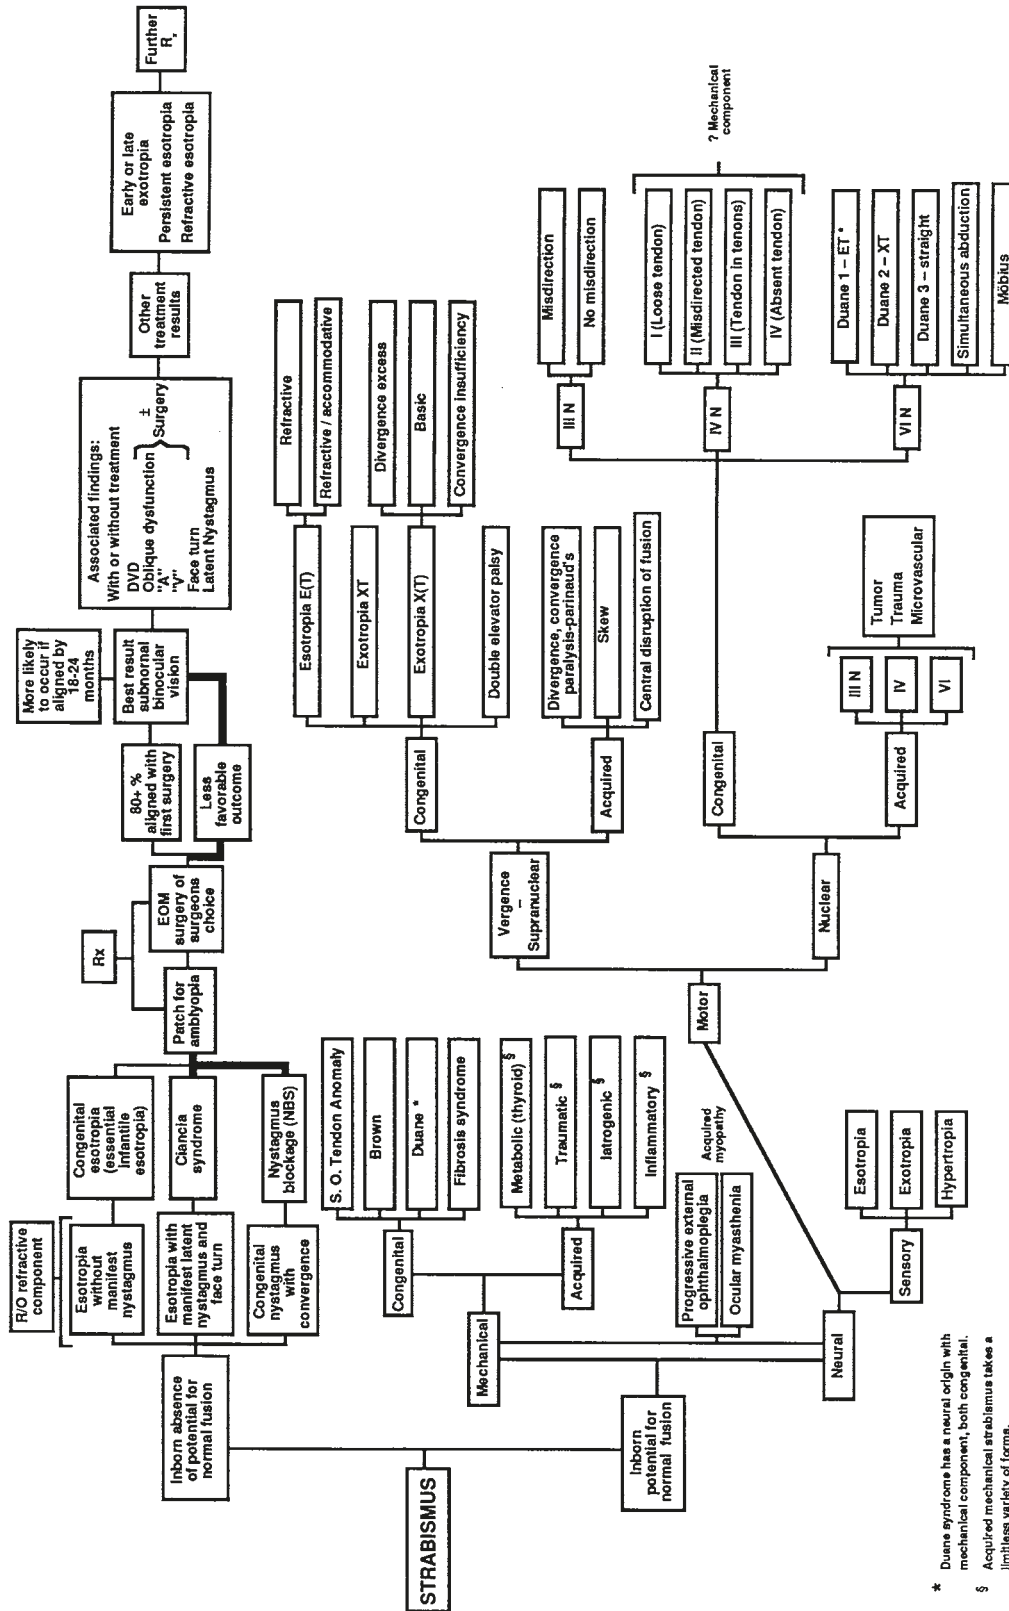 STRABISMUS
Inborn absence
of potential for
normal fusion
R/O refractive
component
Esotropia
without
manifest
nystagmus
Esotropia with
manifest latent
nystagmus and
face turn
Congenital
nystagmus
with
convergence
Congenital
esotropia
(essential
infantile
esotropia)
Ciancia
syndrome
Nystagmus
blockage (NBS)
Patch for
amblyopia
Rx
EOM
surgery of
surgeons
choice
80+ %
aligned with
first surgery
Less
favorable
outcome
More likely
to occur if
aligned by
18-24
months
Best result
subnornal
binocular
vision
Associated findings:
With or without treatment
DVD
Oblique dysfunction
"A"
"V"
±
Surgery
Face turn
Latent Nystagmus
Other
treatment
results
Early or late
exotropia
Persistent esotropia
Refractive esotropia
Further
Rx
Inborn
potential for
normal fusion
Mechanical
Congenital
S. O. Tendon Anomaly
Brown
Duane *
Fibrosis syndrome
Acquired
Metabolic (thyroid) §
Traumatic §
Iatrogenic §
Inflammatory §
Progressive external
ophthalmoplegia
Ocular myasthenia
Acquired
myopathy
Neural
Motor
Vergence
–
Supranuclear
Congenital
Esotropia E(T)
Refractive
Refractive / accommodative
Exotropia XT
Exotropia X(T)
Divergence excess
Basic
Convergence insufficiency
Double elevator palsy
Acquired
Divergence, convergence
paralysis-parinaud's
Skew
Central disruption of fusion
Nuclear
Congenital
III N
Misdirection
No misdirection
IV N
I (Loose tendon)
II (Misdirected tendon)
III (Tendon in tenons)
IV (Absent tendon)
? Mechanical
component
VI N
Duane 1 – ET *
Duane 2 – XT
Duane 3 – straight
Simultaneous abduction
Möbius
Acquired
III N
IV
VI
Tumor
Trauma
Microvascular
Sensory
Esotropia
Exotropia
Hypertropia
* Duane syndrome has a neural origin with
mechanical component, both congenital.
§ Acquired mechanical strabismus takes a
limitless variety of forms.